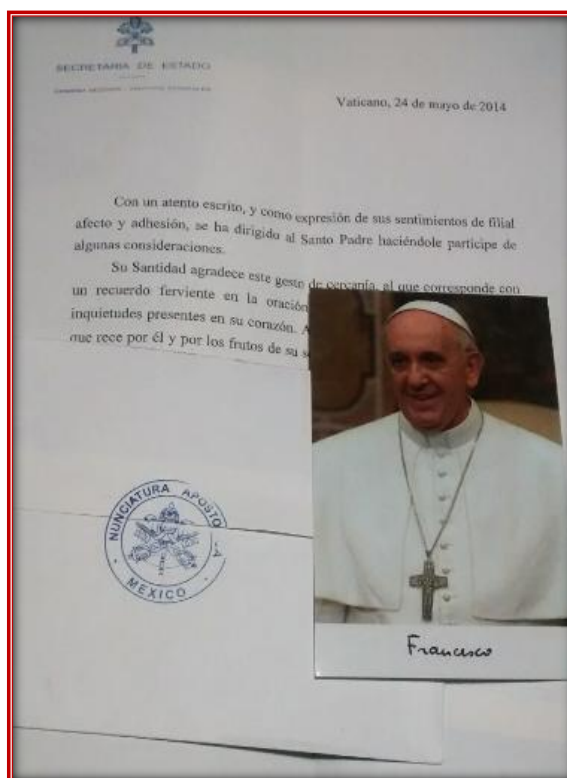 SECRETARIA DE ESTADO
Vaticano, 24 de mayo de 2014
Con un atento escrito, y como expresión de sus sentimientos de filial
afecto y adhesión, se ha dirigido al Santo Padre haciéndole partícipe de
algunas consideraciones.
Su Santidad agradece este gesto de cercanía, al que corresponde con
un recuerdo ferviente en la oración
inquietudes presentes en su corazón. A
que rece por él y por los frutos de su s
NUNCIATURA APOSTO
MEXICO
Francesco